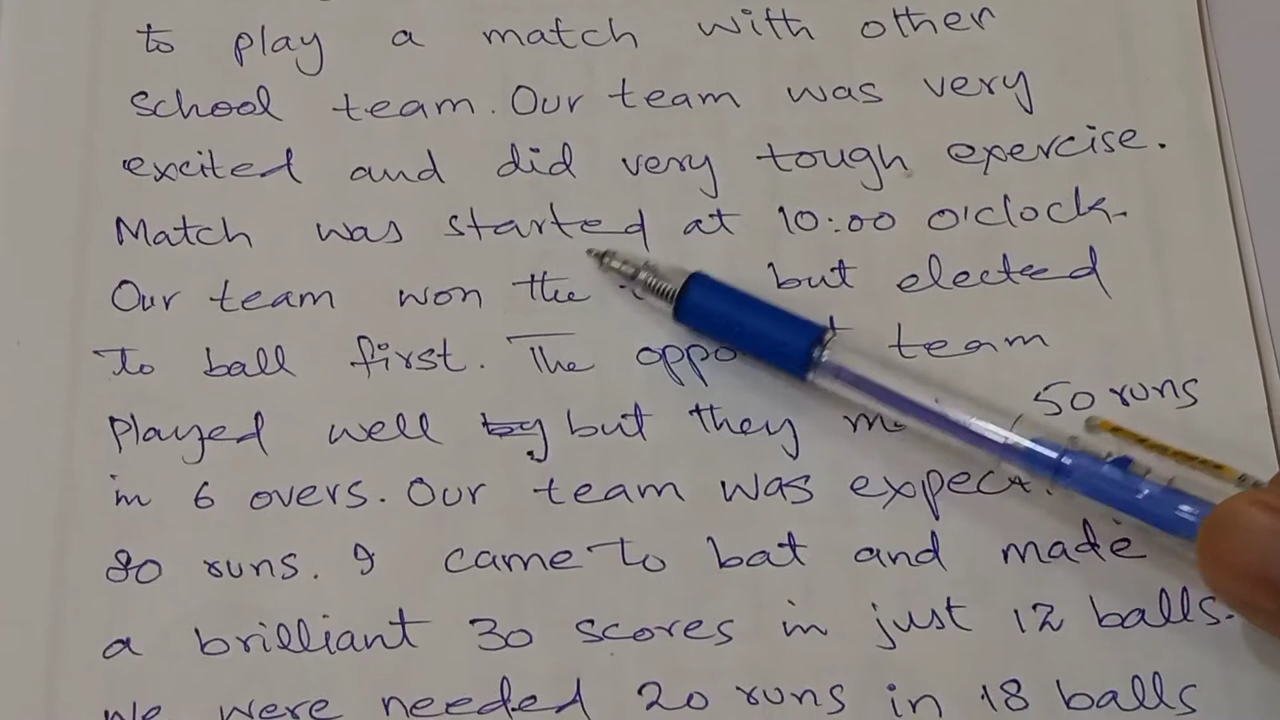 to play a match with other
school team. Our team was very
excited and did very tough exercise.
Match was started at 10:00 o'clock.
Our team won the but elected
To ball first. The team
Played well but they 50 runs
in 6 overs. Our team was
80 runs. I came to bat and made
a brilliant 30 scores in just 12 balls.
We were needed 20 runs in 18 balls